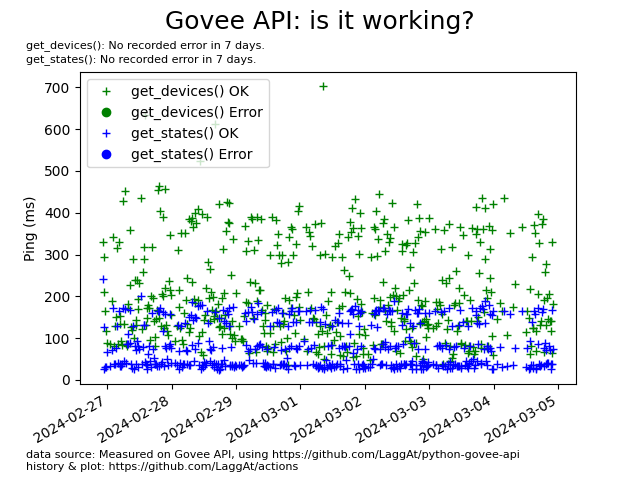 Govee API: is it working?
get_devices(): No recorded error in 7 days.
get_states(): No recorded error in 7 days.
get_devices() OK
get_devices() Error
get_states() OK
get_states() Error
Ping (ms)
700
600
500
400
300
200
100
0
2024-02-27
2024-02-28
2024-02-29
2024-03-01
2024-03-02
2024-03-03
2024-03-04
2024-03-05
data source: Measured on Govee API, using https://github.com/LaggAt/python-govee-api
history & plot: https://github.com/LaggAt/actions